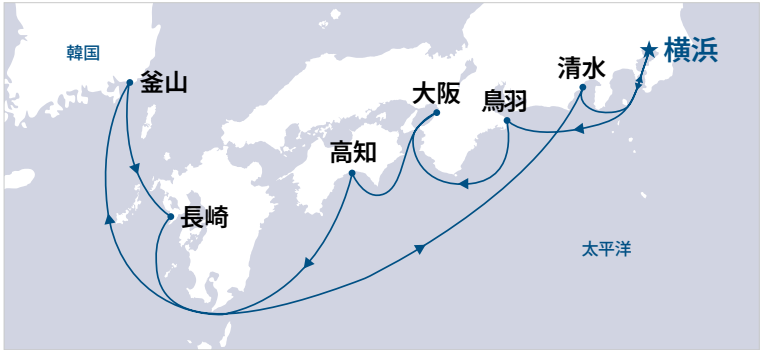 韓国
釜山
長崎
高知
大阪
鳥羽
清水
横浜
太平洋